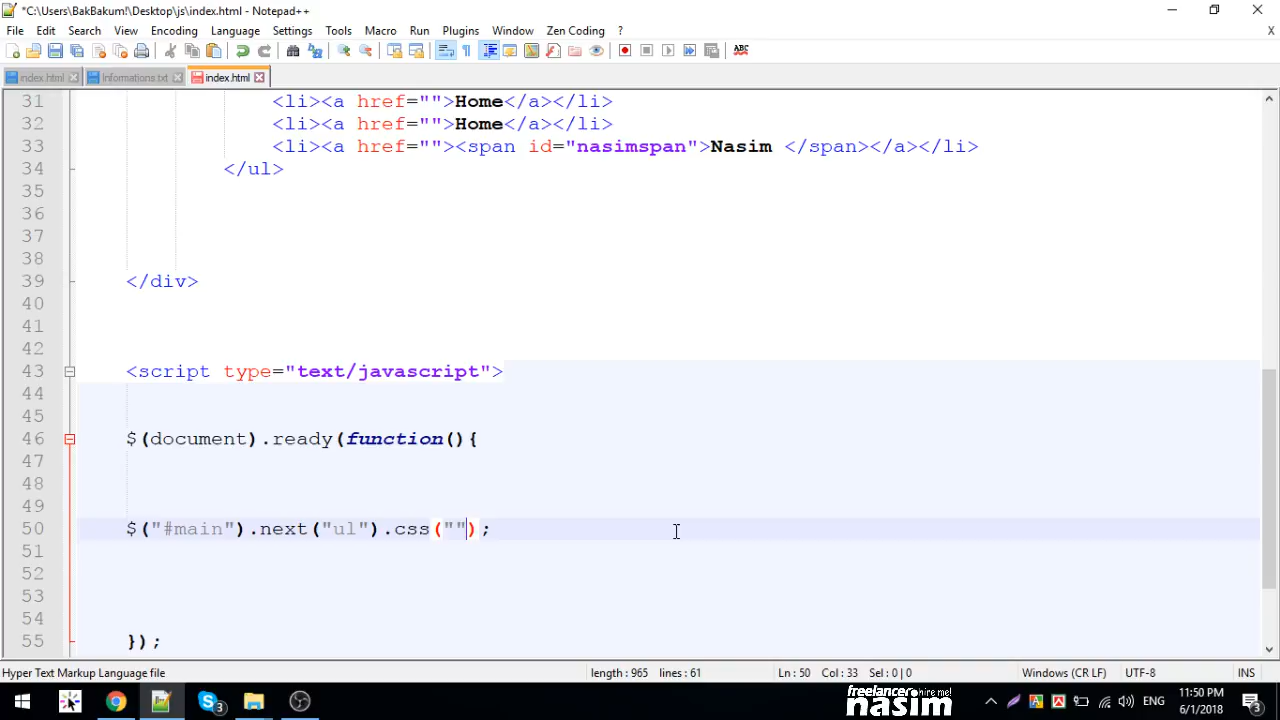 *C:\Users\BakBakum!\Desktop\js\index.html - Notepad++
File Edit Search View Encoding Language Settings Tools Macro Run Plugins Window Zen Coding ? X
ABC
index.html Informations.txt index.html
31 <li><a href="">Home</a></li>
32 <li><a href="">Home</a></li>
33 <li><a href=""><span id="nasimspan">Nasim </span></a></li>
34 </ul>
35
36
37
38
39 </div>
40
41
42
43 <script type="text/javascript">
44
45
46 $(document).ready(function(){
47
48
49
50 $("#main").next("ul").css("");
51
52
53
54
55 });
Hyper Text Markup Language file length : 965 lines : 61 Ln : 50 Col : 33 Sel : 0 | 0 Windows (CR LF) UTF-8 INS
3 freelancer hire me! nasim ENG 11:50 PM 6/1/2018 3